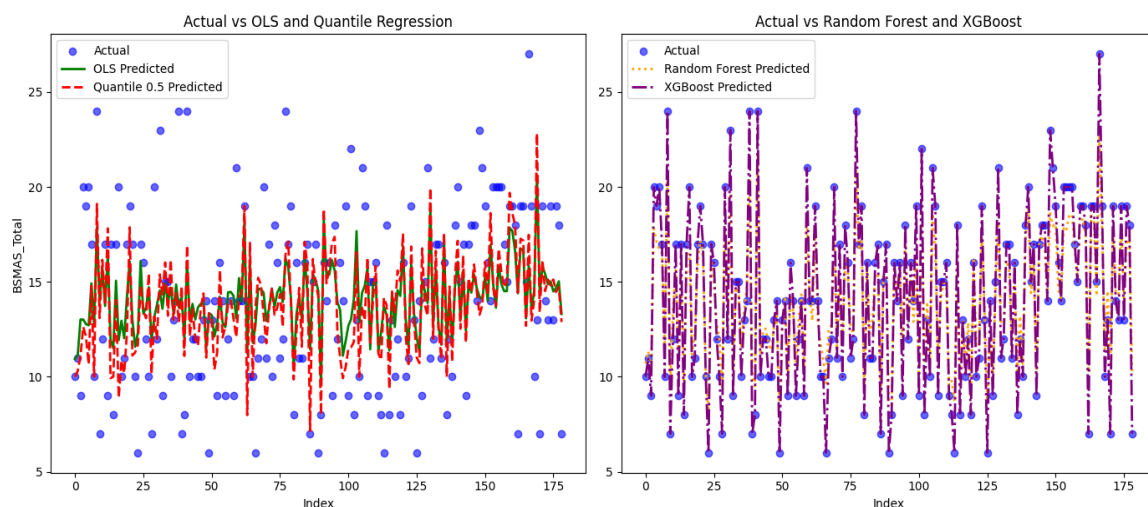 Actual vs OLS and Quantile Regression
Actual
OLS Predicted
Quantile 0.5 Predicted
BSMAS_Total
25
20
15
10
5
0 25 50 75 100 125 150 175
Index
Actual vs Random Forest and XGBoost
Actual
Random Forest Predicted
XGBoost Predicted
25
20
15
10
5
0 25 50 75 100 125 150 175
Index